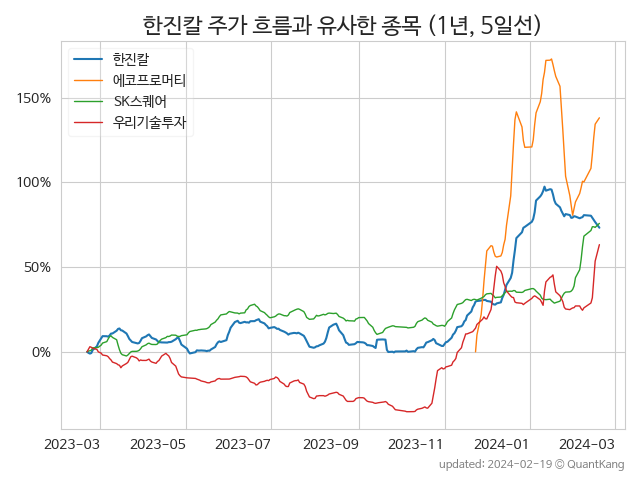 한진칼 주가 흐름과 유사한 종목 (1년, 5일선)
한진칼
에코프로머티
SK스퀘어
우리기술투자
150%
100%
50%
0%
2023-03 2023-05 2023-07 2023-09 2023-11 2024-01 2024-03
updated: 2024-02-19 © QuantKang